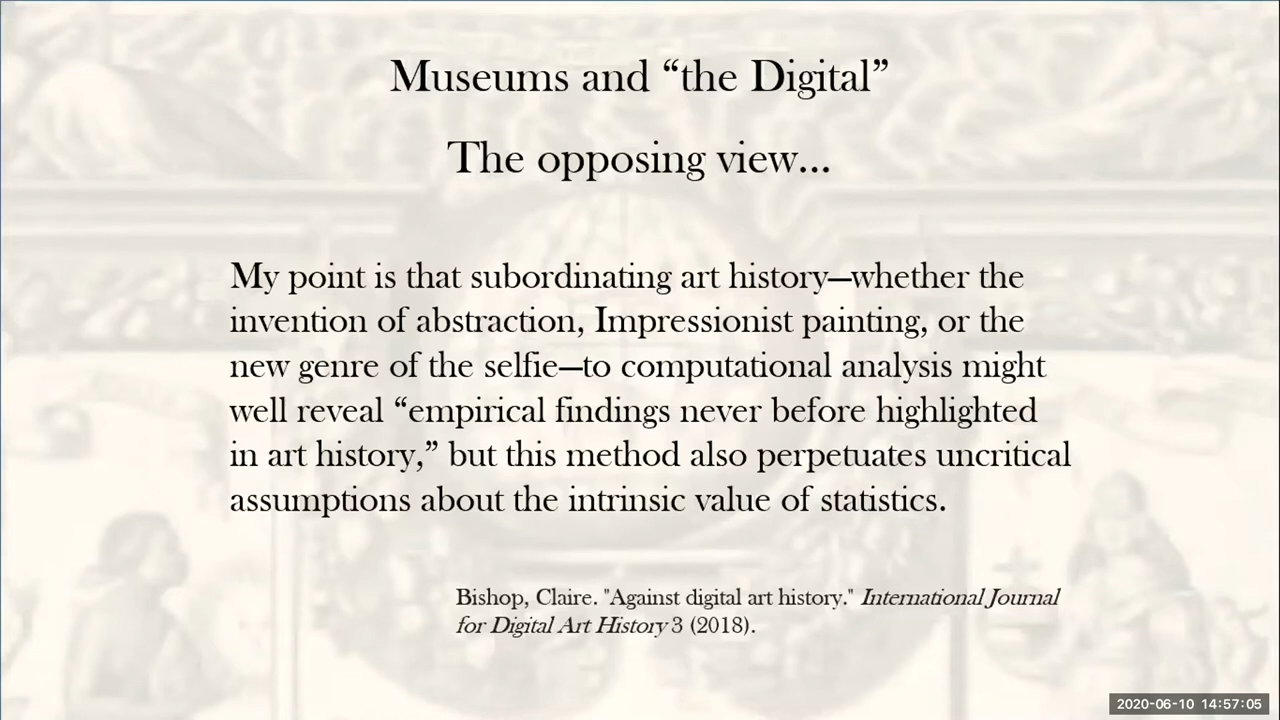 Museums and “the Digital”
The opposing view...
My point is that subordinating art history—whether the
invention of abstraction, Impressionist painting, or the
new genre of the selfie—to computational analysis might
well reveal “empirical findings never before highlighted
in art history,” but this method also perpetuates uncritical
assumptions about the intrinsic value of statistics.
Bishop, Claire. "Against digital art history." International Journal
for Digital Art History 3 (2018).
2020-06-10 14:57:05